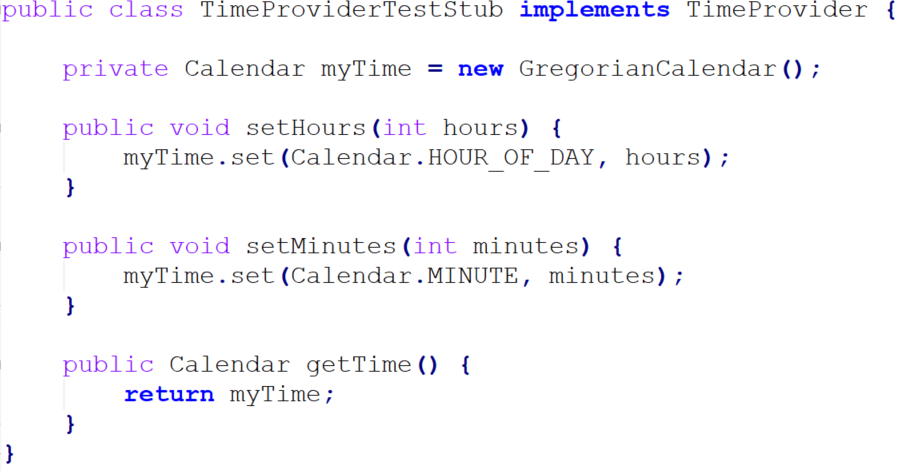 public class TimeProviderTestStub implements TimeProvider {
private Calendar myTime = new GregorianCalendar();
public void setHours(int hours) {
myTime.set(Calendar.HOUR_OF_DAY, hours);
}
public void setMinutes(int minutes) {
myTime.set(Calendar.MINUTE, minutes);
}
public Calendar getTime() {
return myTime;
}
}